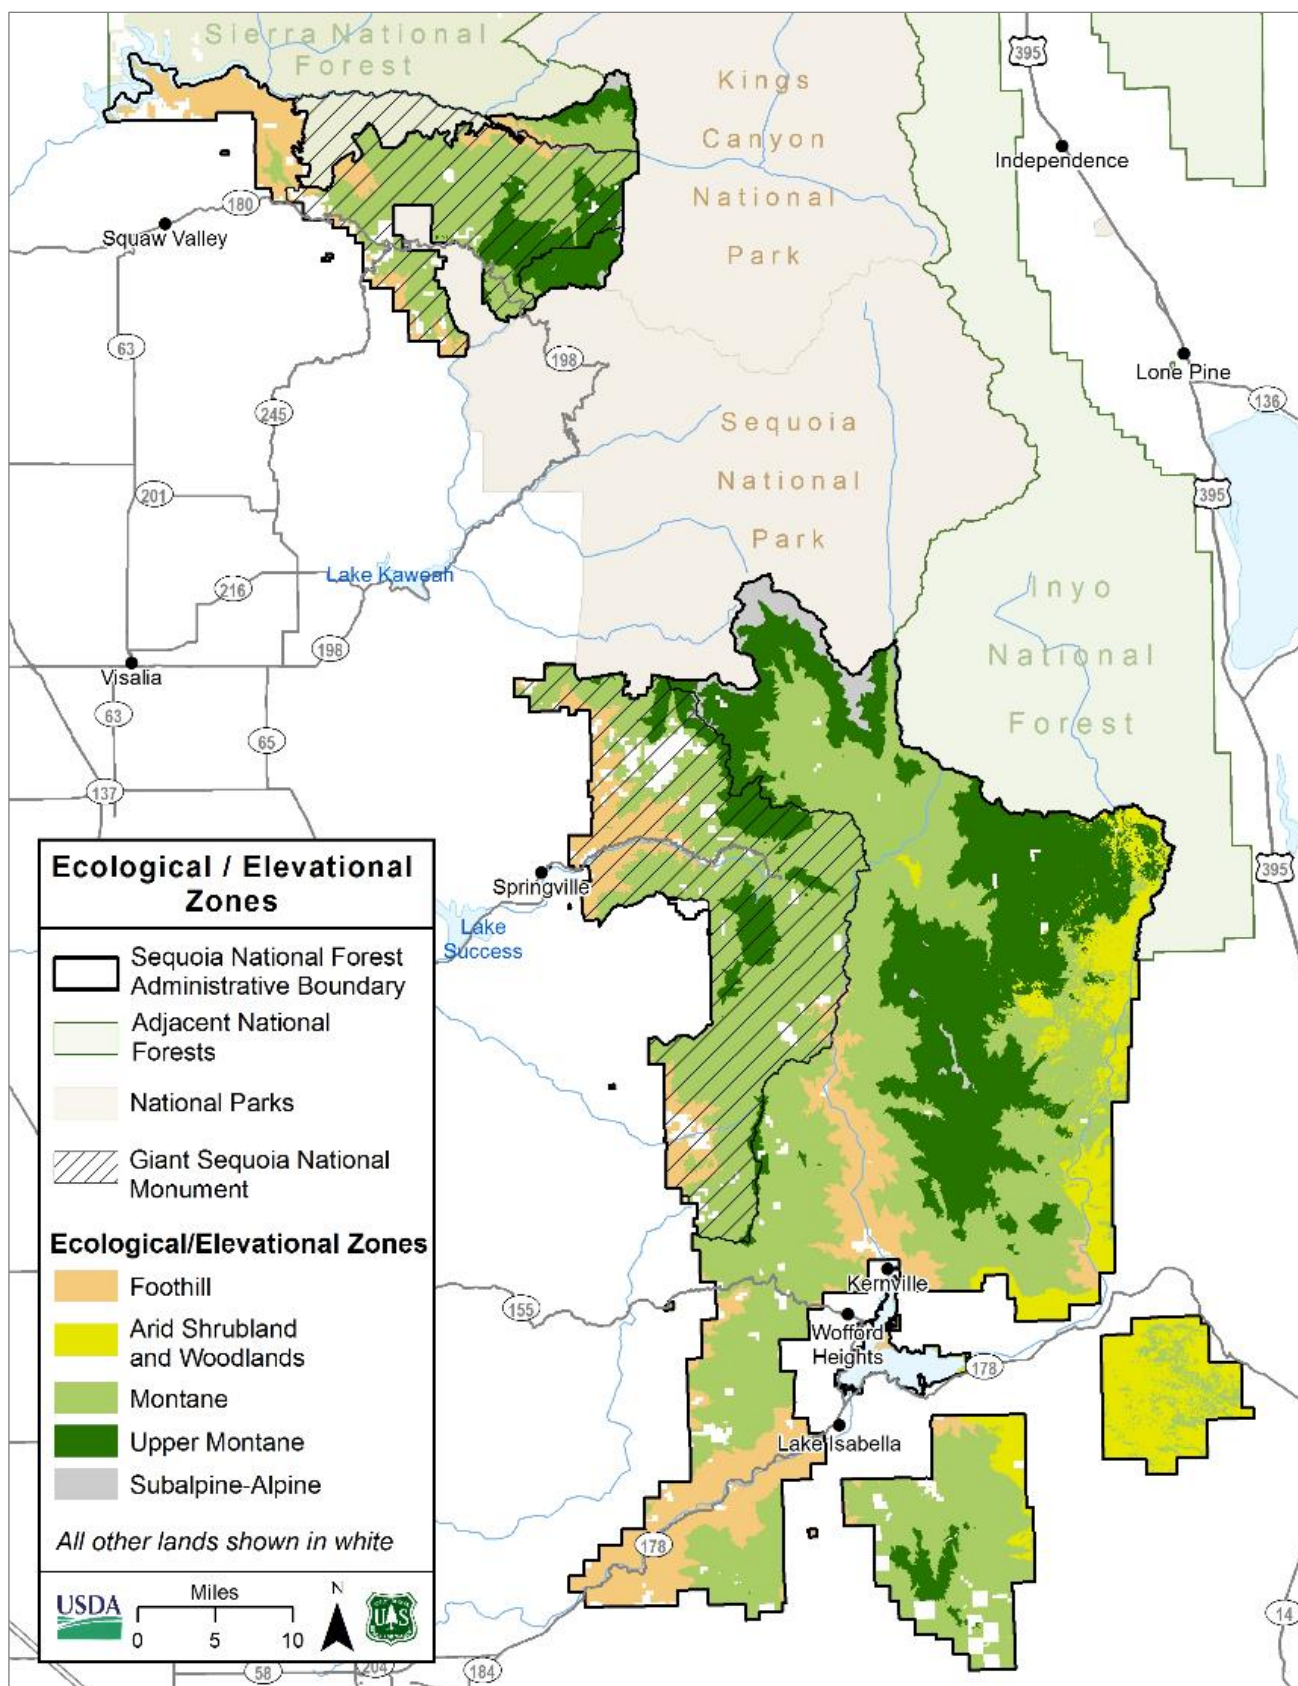 Sierra National
Forest
Kings
Canyon
National
Park
395
Independence
180
Squaw Valley
63
198
Lone Pine
136
245
Sequoia
National
Park
201
395
Lake Kaweah
216
Inyo
National
Forest
198
Visalia
63
65
137
Springville
395
Lake
Success
Kernville
155
Wofford
Heights
178
Lake Isabella
178
14
58
204
184
Ecological / Elevational
Zones
Sequoia National Forest
Administrative Boundary
Adjacent National
Forests
National Parks
Giant Sequoia National
Monument
Ecological/Elevational Zones
Foothill
Arid Shrubland
and Woodlands
Montane
Upper Montane
Subalpine-Alpine
All other lands shown in white
USDA
Miles
0 5 10
N
U S